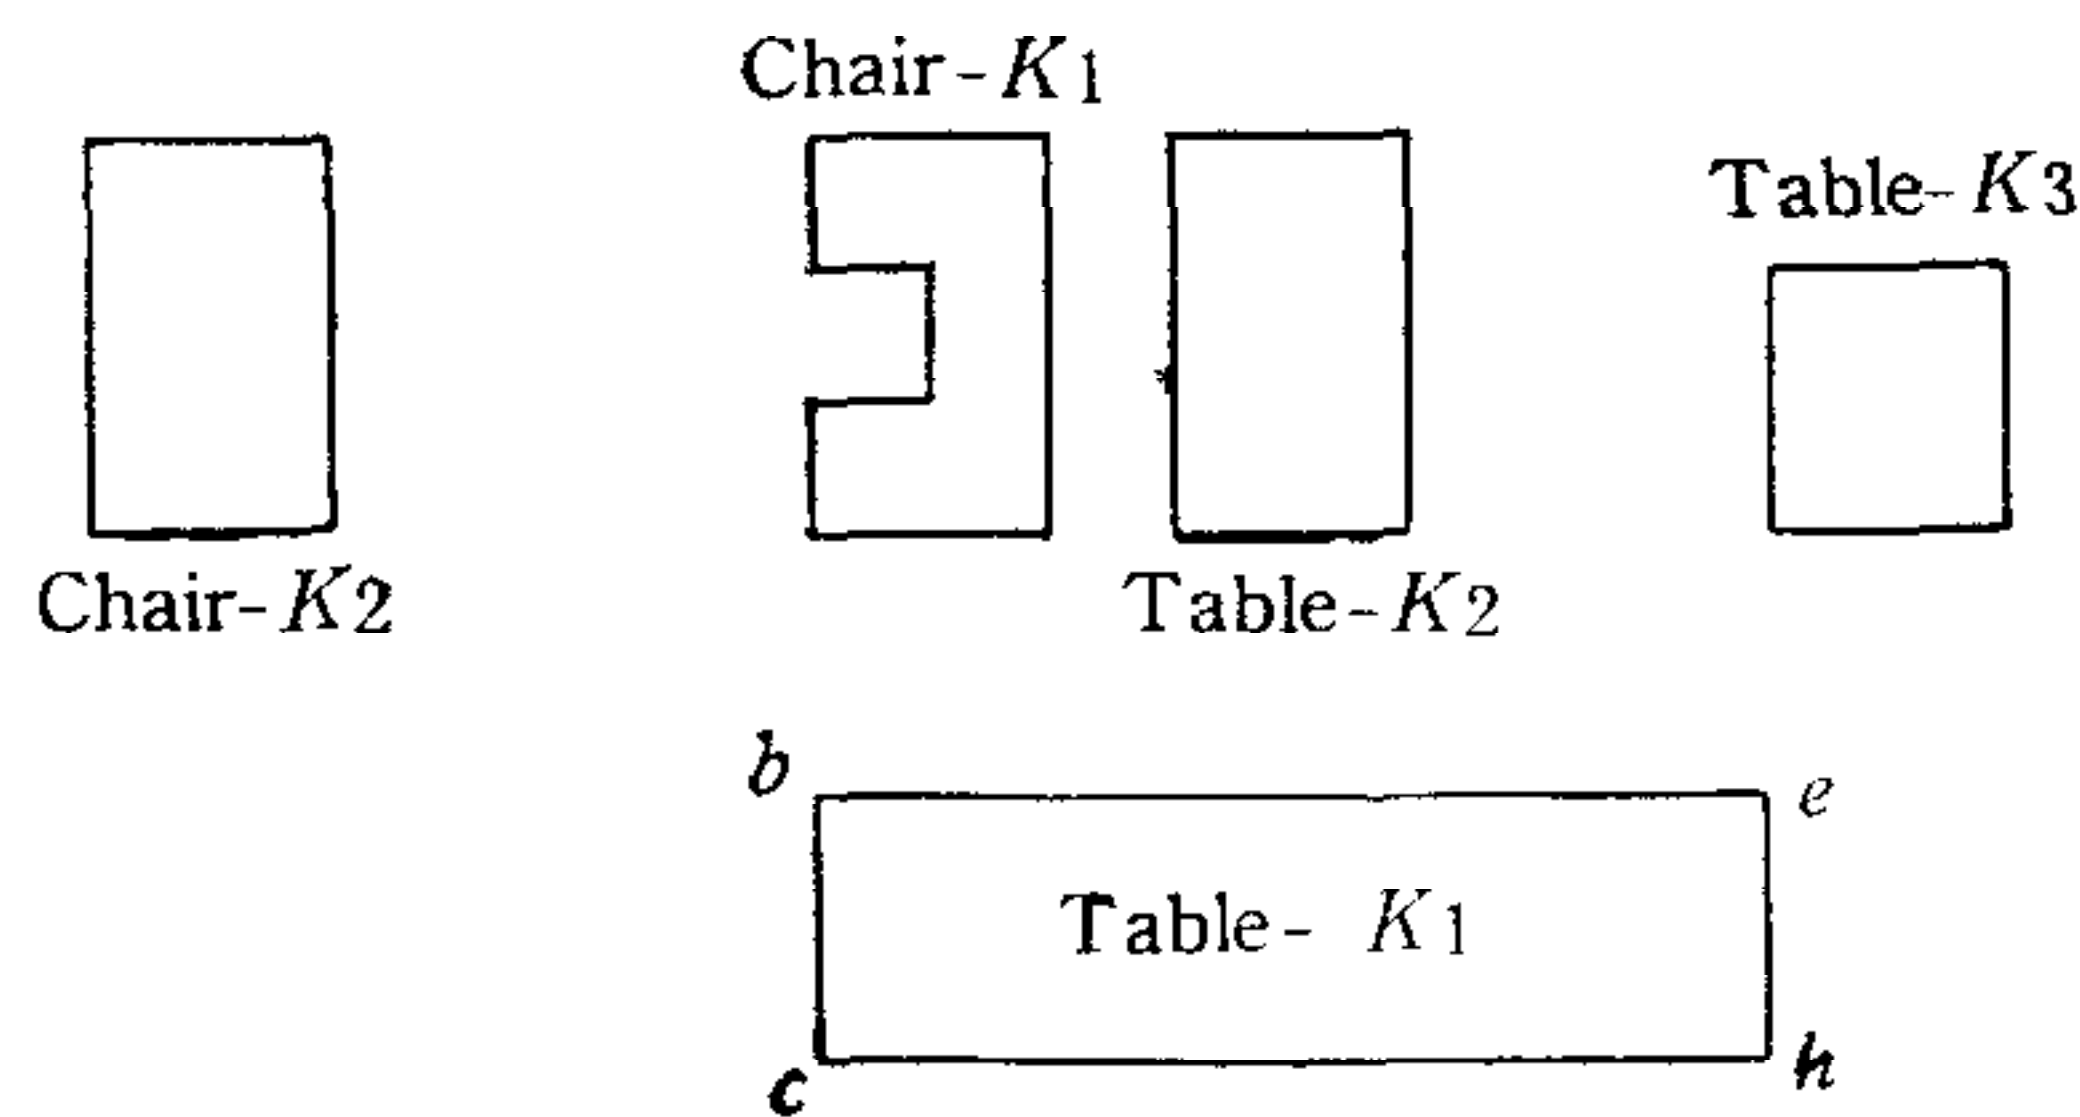 Chair-K1
Table-K3
Chair-K2
Table-K2
b
e
Table- K1
c
h